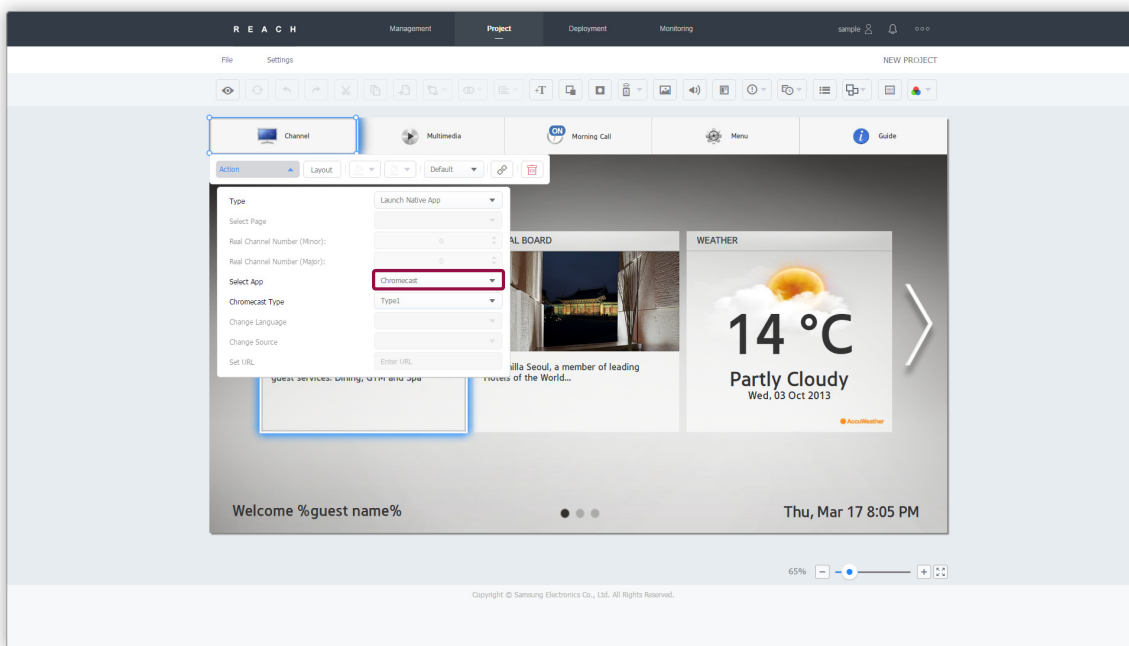 R E A C H Management Project Deployment Monitoring sample
File Settings NEW PROJECT
Channel Multimedia ON Morning Call Menu Guide
Action Layout Default
Type Launch Native App
Select Page
Real Channel Number (Minor): 0
Real Channel Number (Major): 0
Select App Chromecast
Chromecast Type Type1
Change Language
Change Source
Set URL Enter URL
AL BOARD
WEATHER
guest services. Dining, GYM and Spa
illa Seoul, a member of leading
Hotels of the World...
14 °C
Partly Cloudy
Wed, 03 Oct 2013
AccuWeather
Welcome %guest name%
Thu, Mar 17 8:05 PM
65%
Copyright © Samsung Electronics Co., Ltd. All Rights Reserved.